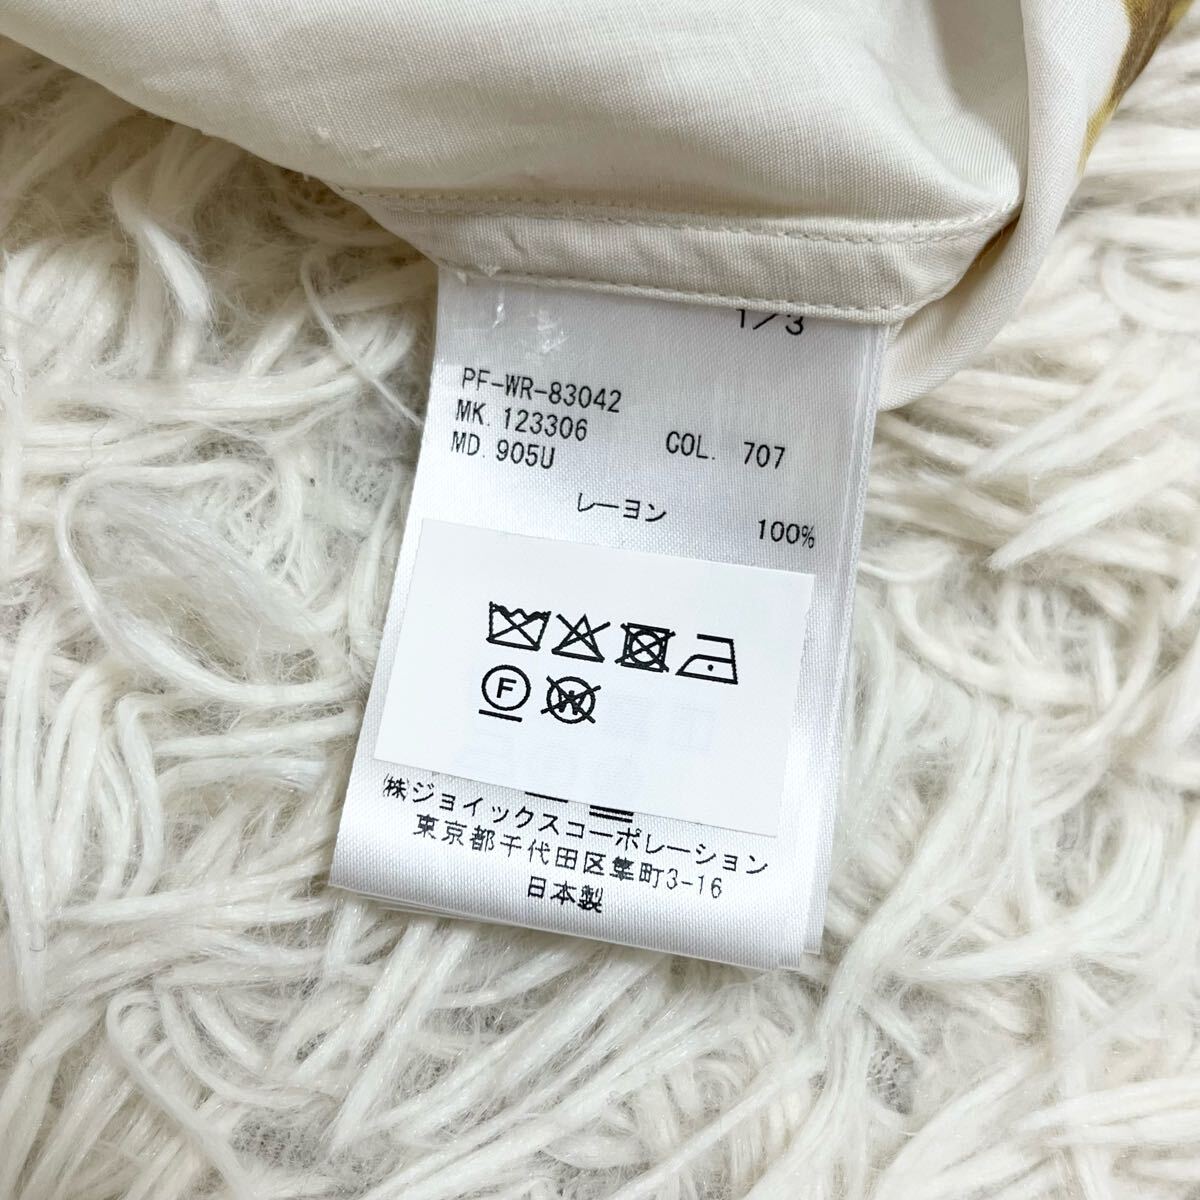 1/3
PF-WR-83042
MK. 123306 COL. 707
MD. 905U
レーヨン 100%
F
W
(株)ジョイックスコーポレーション
東京都千代田区隼町3-16
日本製